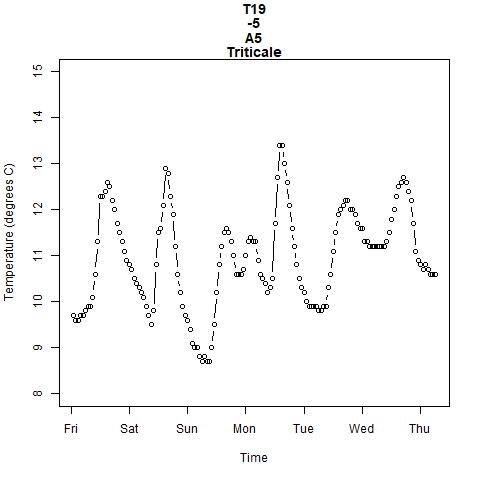 T19
-5
A5
Triticale
Temperature (degrees C)
15
14
13
12
11
10
9
8
Fri Sat Sun Mon Tue Wed Thu
Time